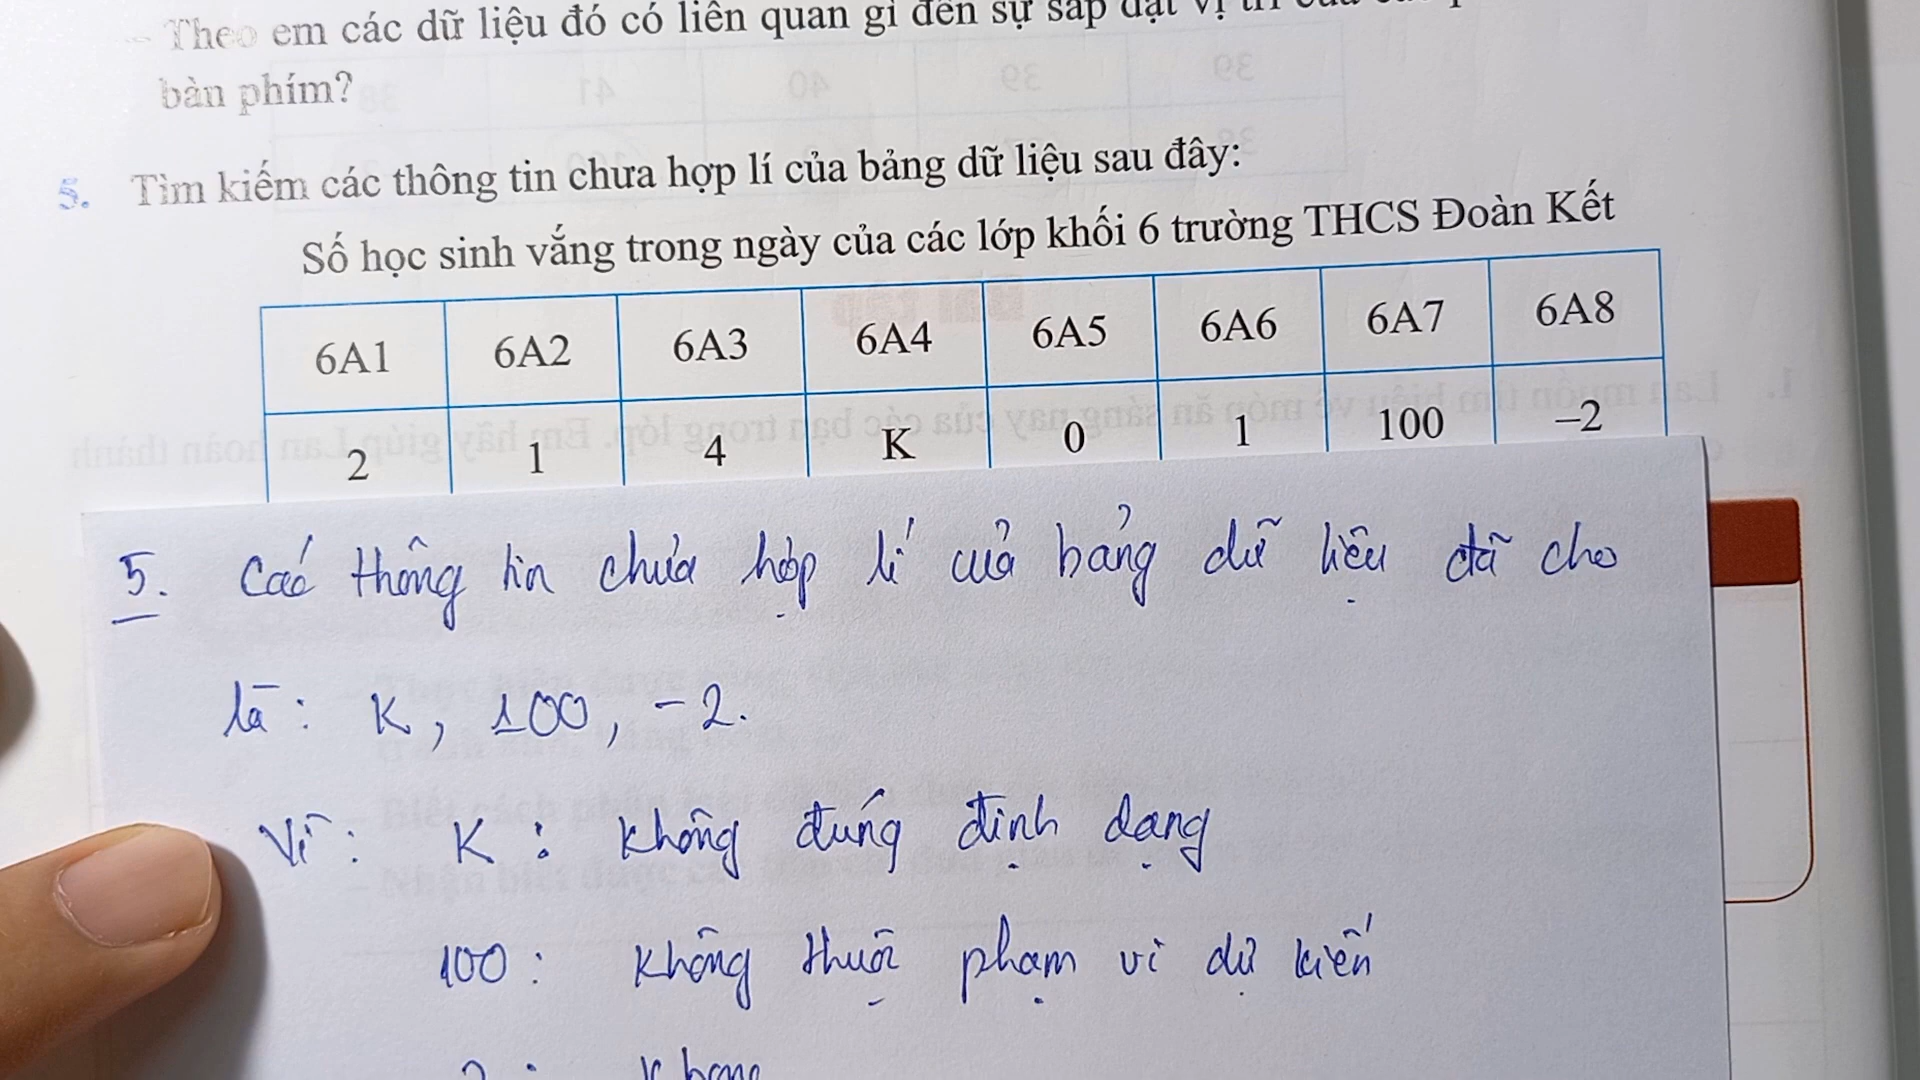 – Theo em các dữ liệu đó có liên quan gì đến sự sắp đặt vị trí của
bàn phím?
5. Tìm kiếm các thông tin chưa hợp lí của bảng dữ liệu sau đây:
Số học sinh vắng trong ngày của các lớp khối 6 trường THCS Đoàn Kết
6A1 6A2 6A3 6A4 6A5 6A6 6A7 6A8
2 1 4 K 0 1 100 –2
5. Các thông tin chưa hợp lí của bảng dữ liệu đã cho
là: K, 100, -2.
Vì: K: không đúng định dạng
100: không thuộc phạm vi dự kiến